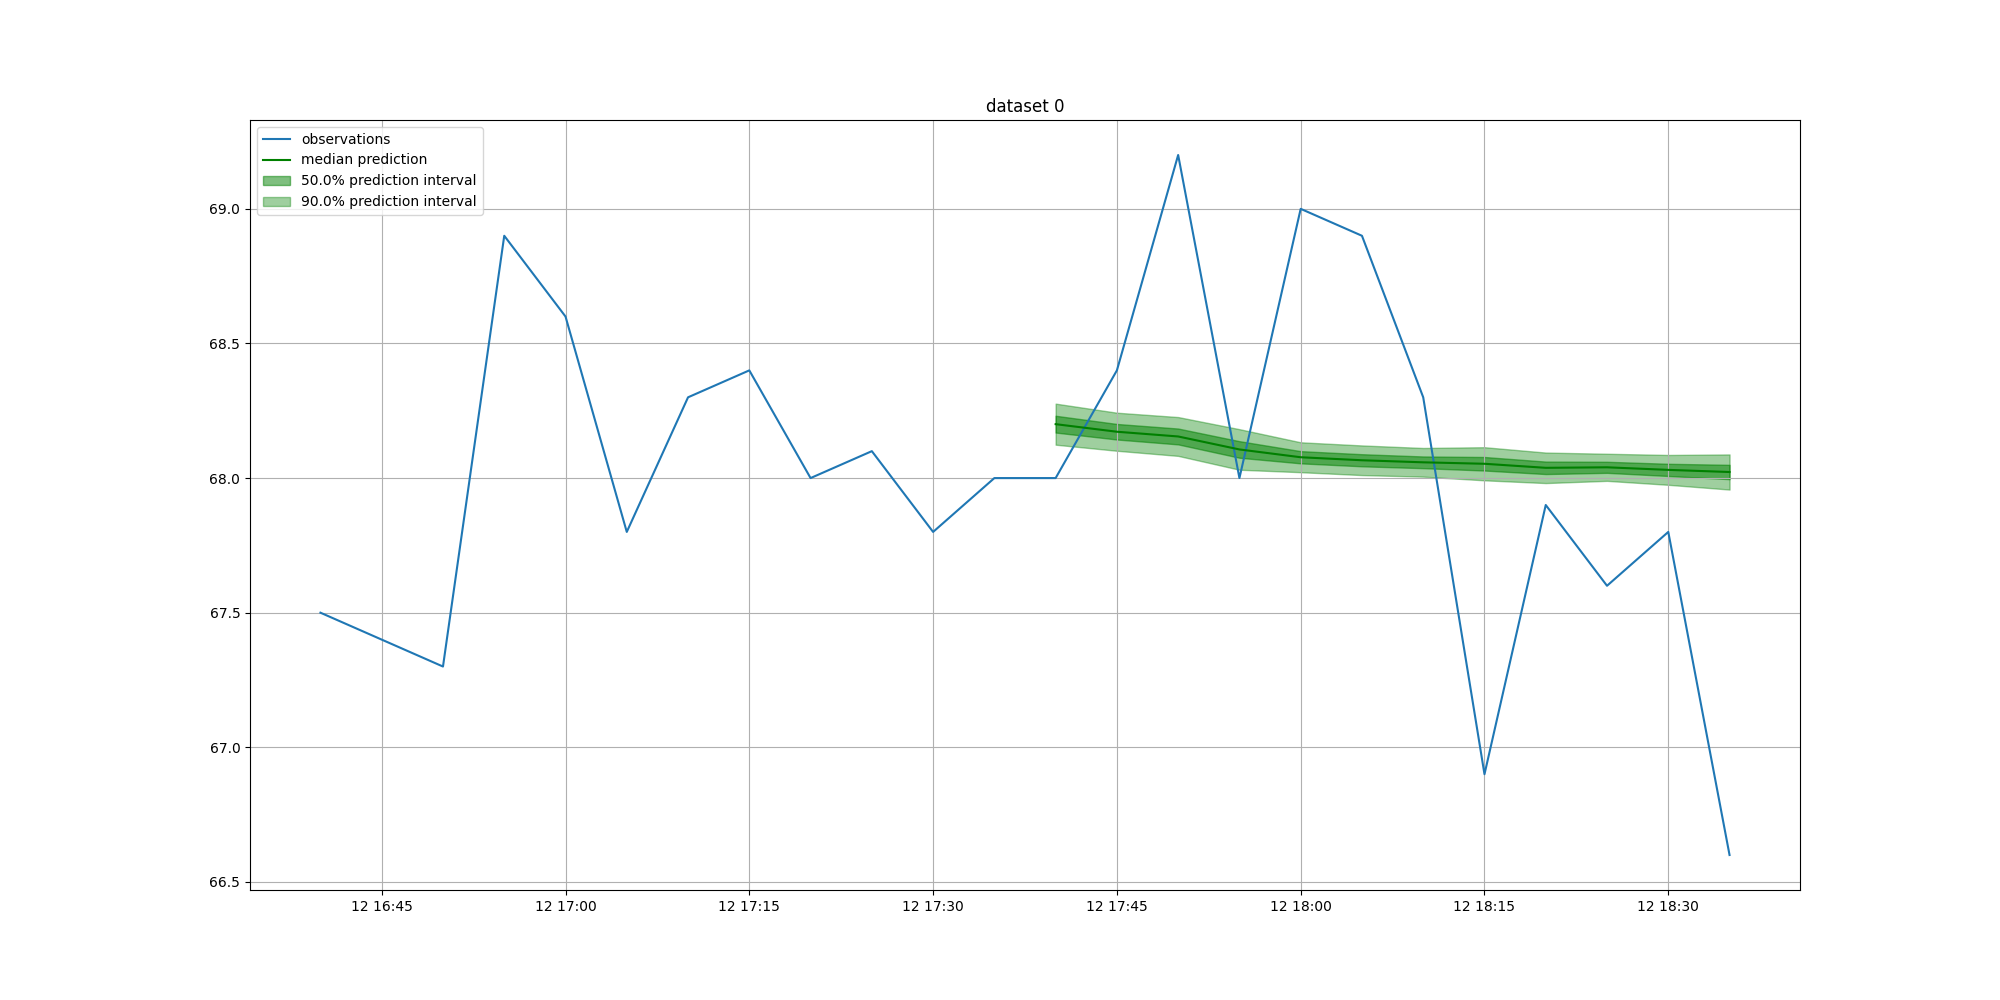 dataset 0
observations
median prediction
50.0% prediction interval
90.0% prediction interval
69.0
68.5
68.0
67.5
67.0
66.5
12 16:45
12 17:00
12 17:15
12 17:30
12 17:45
12 18:00
12 18:15
12 18:30